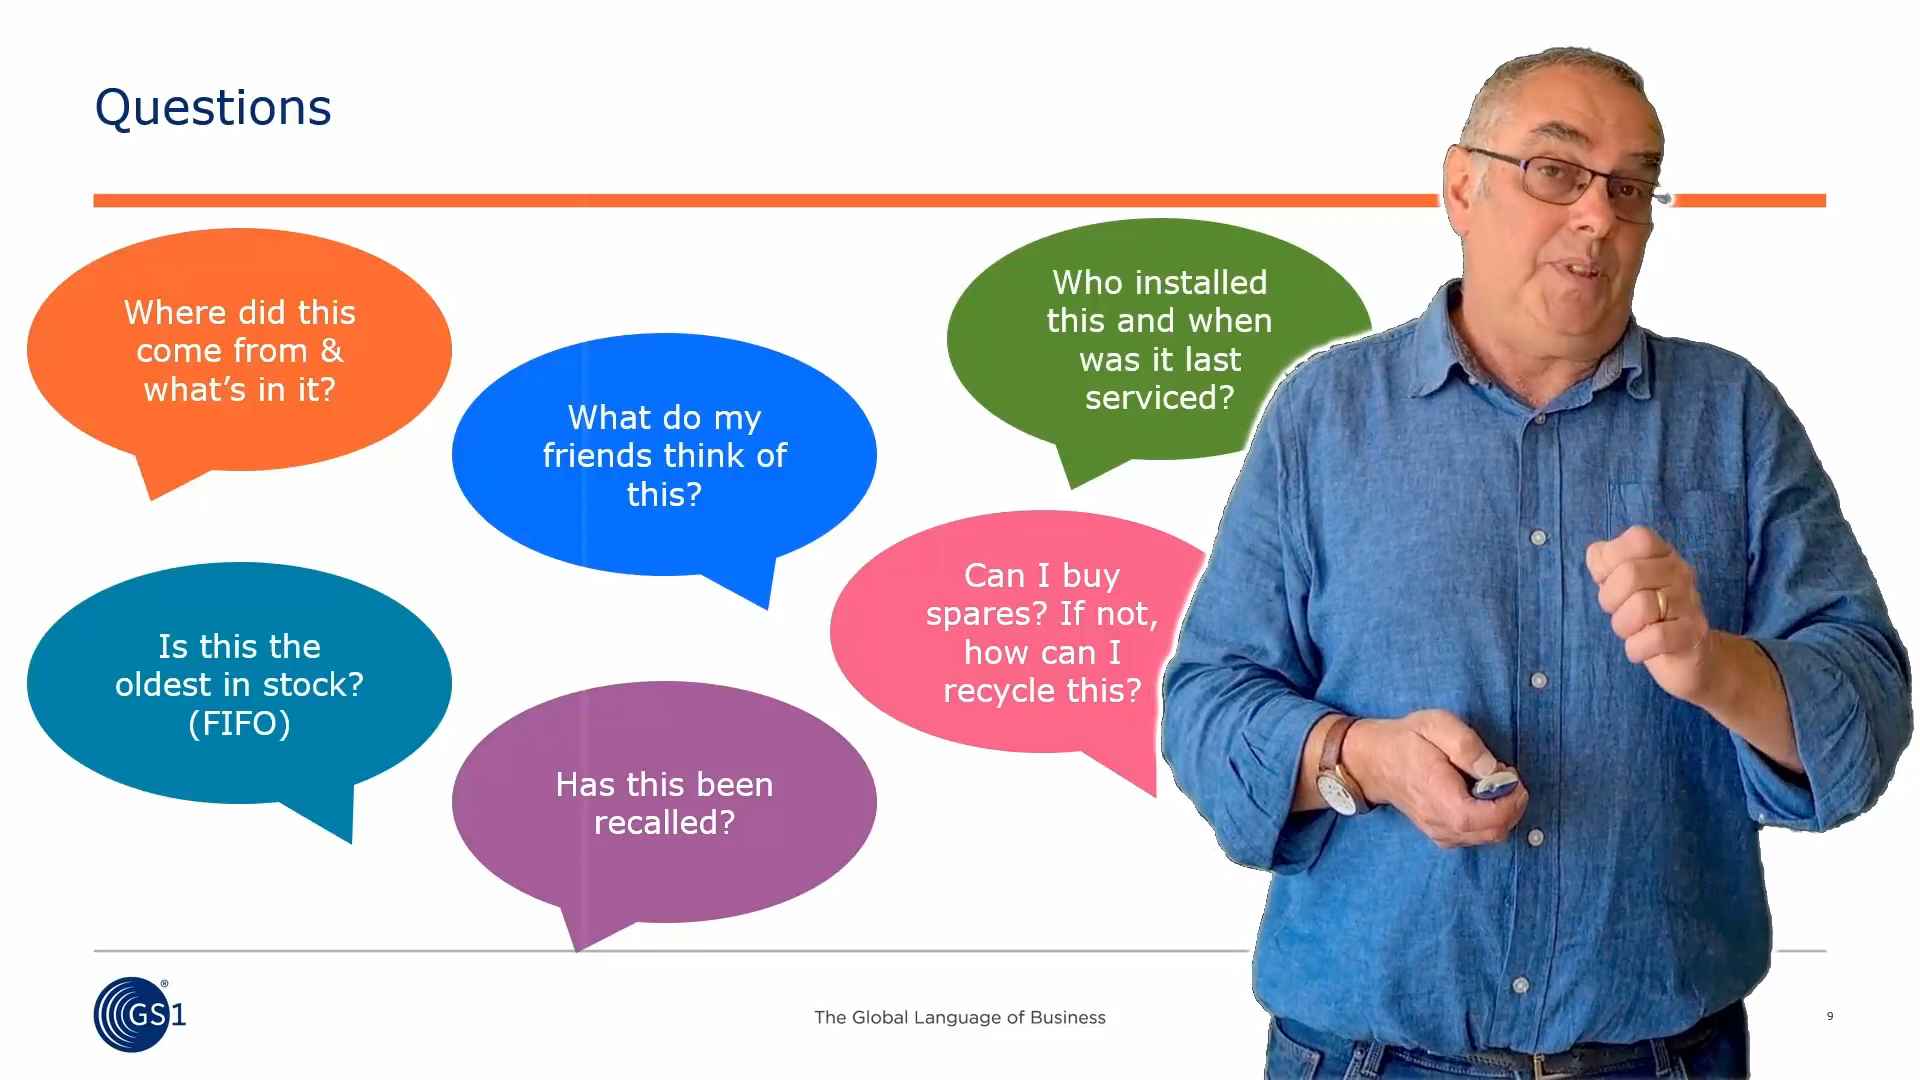 Questions
Where did this
come from &
what’s in it?
What do my
friends think of
this?
Who installed
this and when
was it last
serviced?
Is this the
oldest in stock?
(FIFO)
Has this been
recalled?
Can I buy
spares? If not,
how can I
recycle this?
GS1
®
The Global Language of Business
9